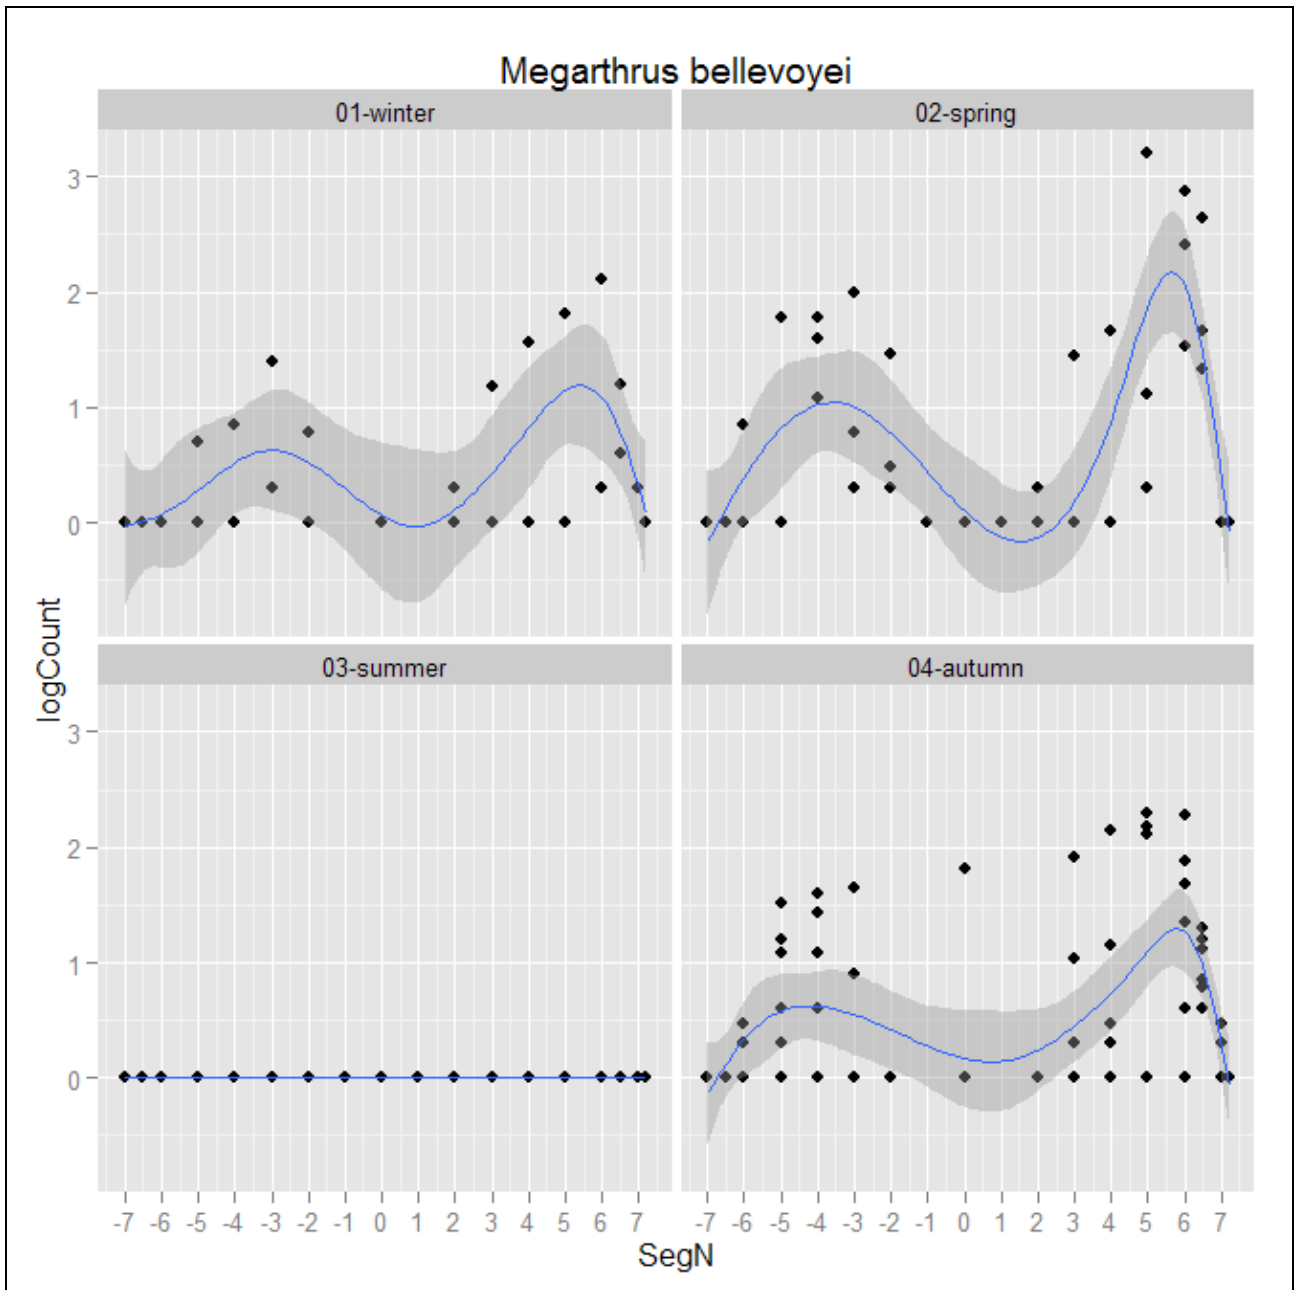 Megarthrus bellevoyei
01-winter 02-spring
3
2
1
0
03-summer 04-autumn
logCount
3
2
1
0
-7 -6 -5 -4 -3 -2 -1 0 1 2 3 4 5 6 7 -7 -6 -5 -4 -3 -2 -1 0 1 2 3 4 5 6 7
SegN